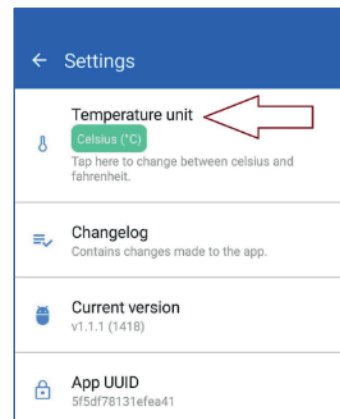 Settings
Temperature unit
Celsius (°C)
Tap here to change between celsius and
fahrenheit.
Changelog
Contains changes made to the app.
Current version
v1.1.1 (1418)
App UUID
5f5df78131efea41